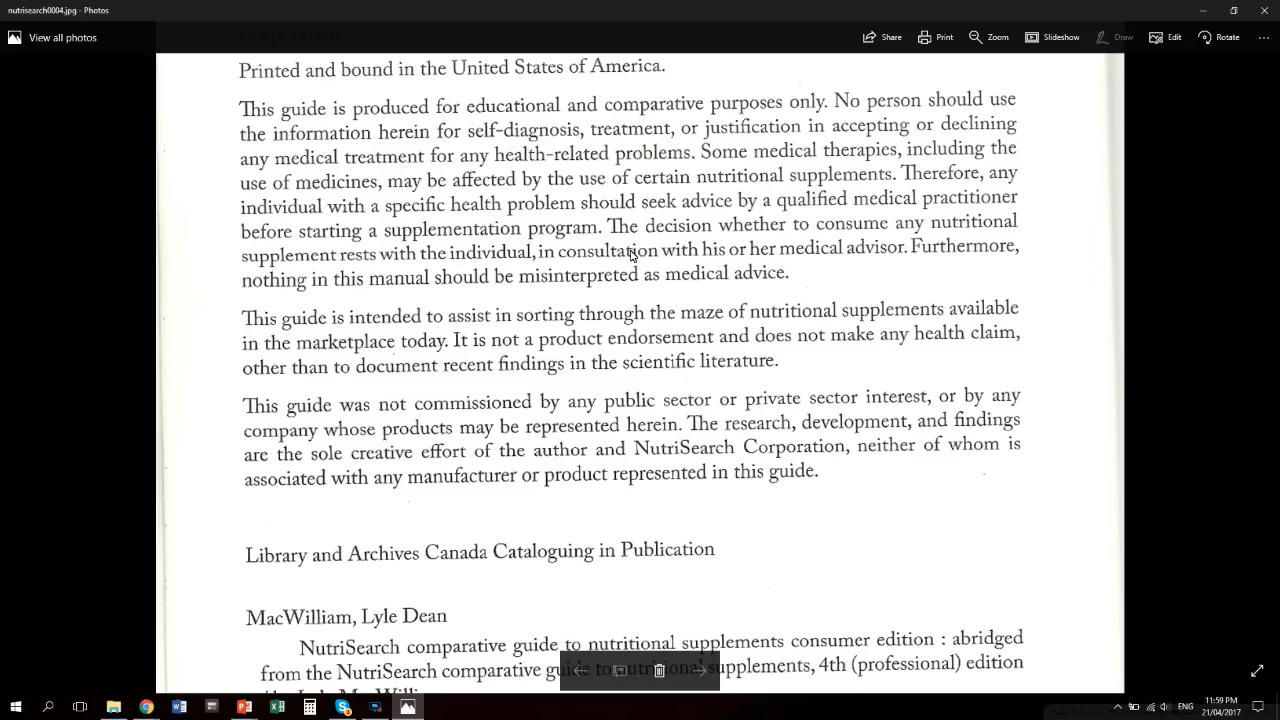 nutrisearch0004.jpg - Photos
View all photos
Share
Print
Zoom
Slideshow
Draw
Edit
Rotate
Printed and bound in the United States of America.
This guide is produced for educational and comparative purposes only. No person should use
the information herein for self-diagnosis, treatment, or justification in accepting or declining
any medical treatment for any health-related problems. Some medical therapies, including the
use of medicines, may be affected by the use of certain nutritional supplements. Therefore, any
individual with a specific health problem should seek advice by a qualified medical practitioner
before starting a supplementation program. The decision whether to consume any nutritional
supplement rests with the individual, in consultation with his or her medical advisor. Furthermore,
nothing in this manual should be misinterpreted as medical advice.
This guide is intended to assist in sorting through the maze of nutritional supplements available
in the marketplace today. It is not a product endorsement and does not make any health claim,
other than to document recent findings in the scientific literature.
This guide was not commissioned by any public sector or private sector interest, or by any
company whose products may be represented herein. The research, development, and findings
are the sole creative effort of the author and NutriSearch Corporation, neither of whom is
associated with any manufacturer or product represented in this guide.
Library and Archives Canada Cataloguing in Publication
MacWilliam, Lyle Dean
NutriSearch comparative guide to nutritional supplements consumer edition : abridged
from the NutriSearch comparative guide to nutritional supplements, 4th (professional) edition
ENG
11:59 PM
21/04/2017